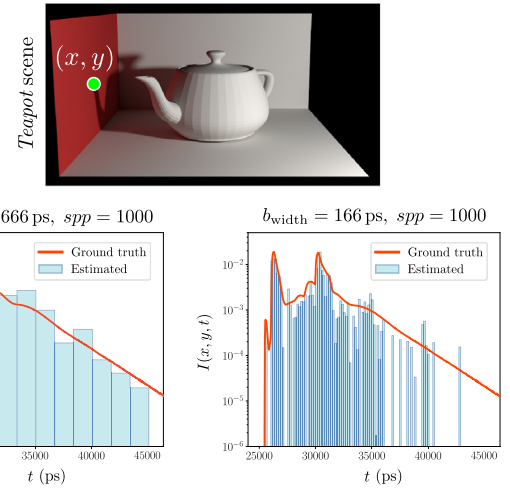 Teapot scene
(x, y)
666 ps, spp = 1000
Ground truth
Estimated
35000 40000 45000
t (ps)
b_width = 166 ps, spp = 1000
Ground truth
Estimated
I(x, y, t)
10⁻²
10⁻³
10⁻⁴
10⁻⁵
10⁻⁶
25000 30000 35000 40000 45000
t (ps)